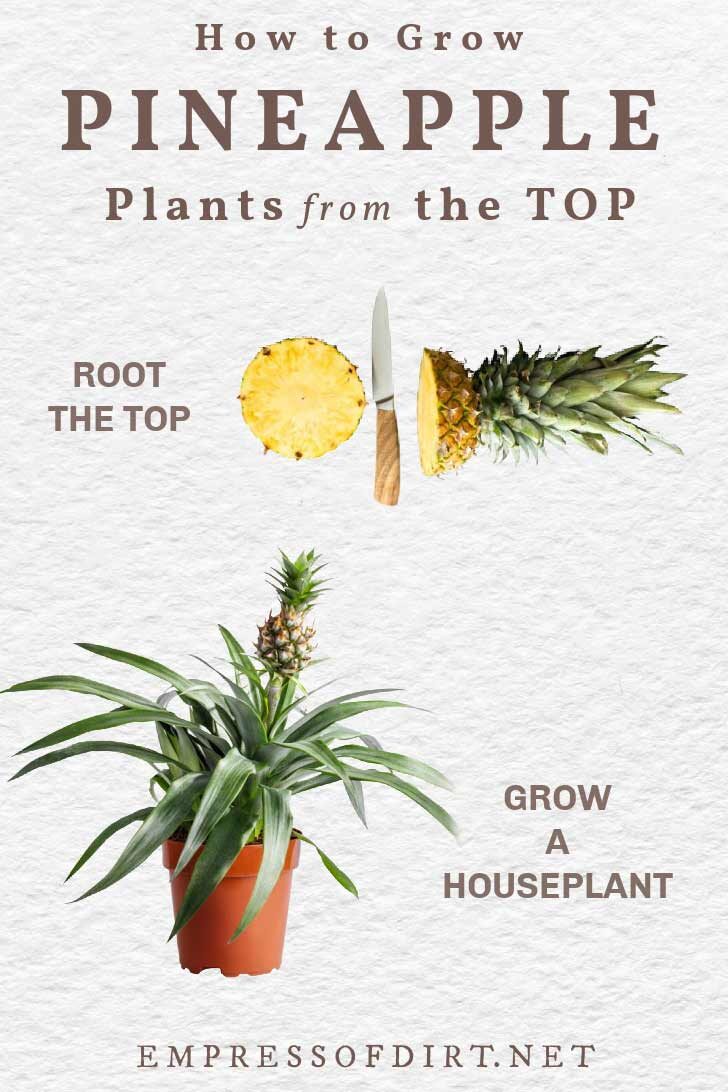 How to Grow
PINEAPPLE
Plants from the TOP
ROOT
THE TOP
GROW
A
HOUSEPLANT
EMPRESSOFDIRT.NET